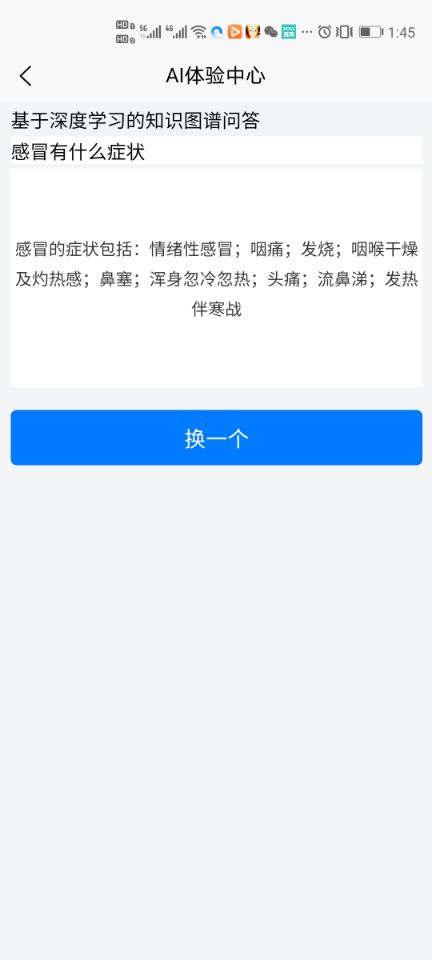 HD 1 5G 4G ... 1:45
HD 2
AI体验中心
基于深度学习的知识图谱问答
感冒有什么症状
感冒的症状包括：情绪性感冒；咽痛；发烧；咽喉干燥
及灼热感；鼻塞；浑身忽冷忽热；头痛；流鼻涕；发热
伴寒战
换一个